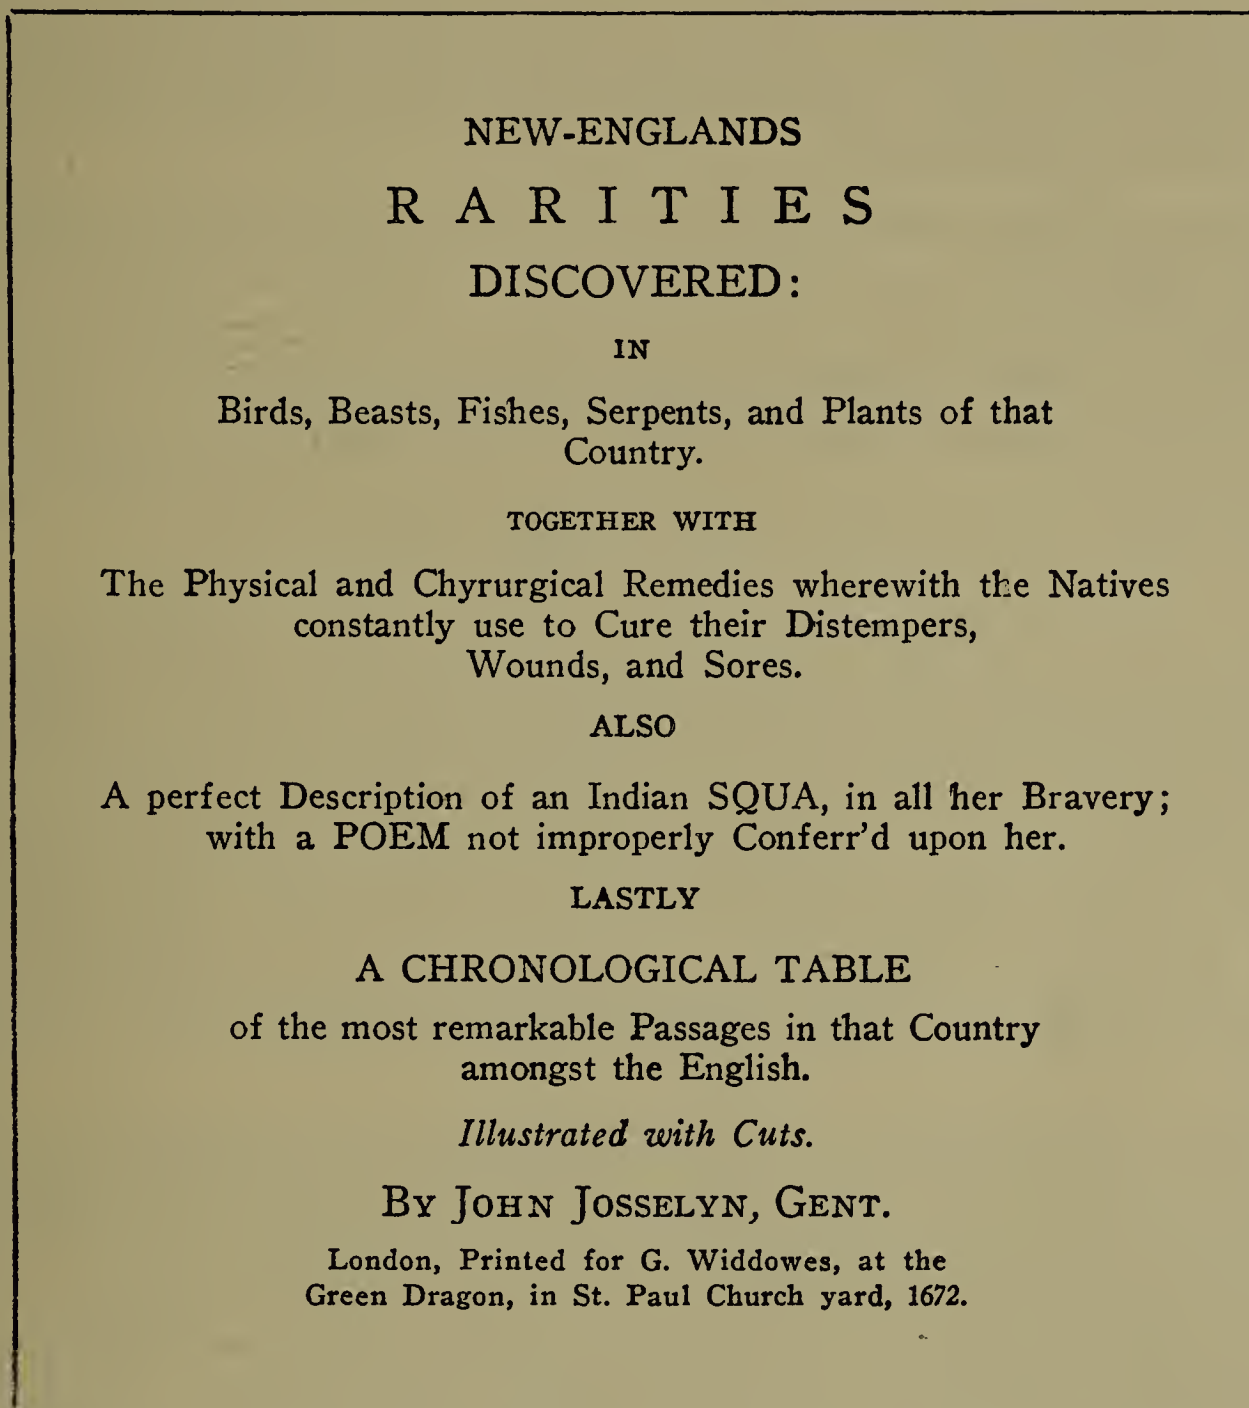 NEW-ENGLANDS
RARITIES
DISCOVERED:
IN
Birds, Beasts, Fishes, Serpents, and Plants of that
Country.
TOGETHER WITH
The Physical and Chyrurgical Remedies wherewith the Natives
constantly use to Cure their Distempers,
Wounds, and Sores.
ALSO
A perfect Description of an Indian SQUA, in all her Bravery;
with a POEM not improperly Conferr'd upon her.
LASTLY
A CHRONOLOGICAL TABLE
of the most remarkable Passages in that Country
amongst the English.
Illustrated with Cuts.
BY JOHN JOSSELYN, GENT.
London, Printed for G. Widdowes, at the
Green Dragon, in St. Paul Church yard, 1672.